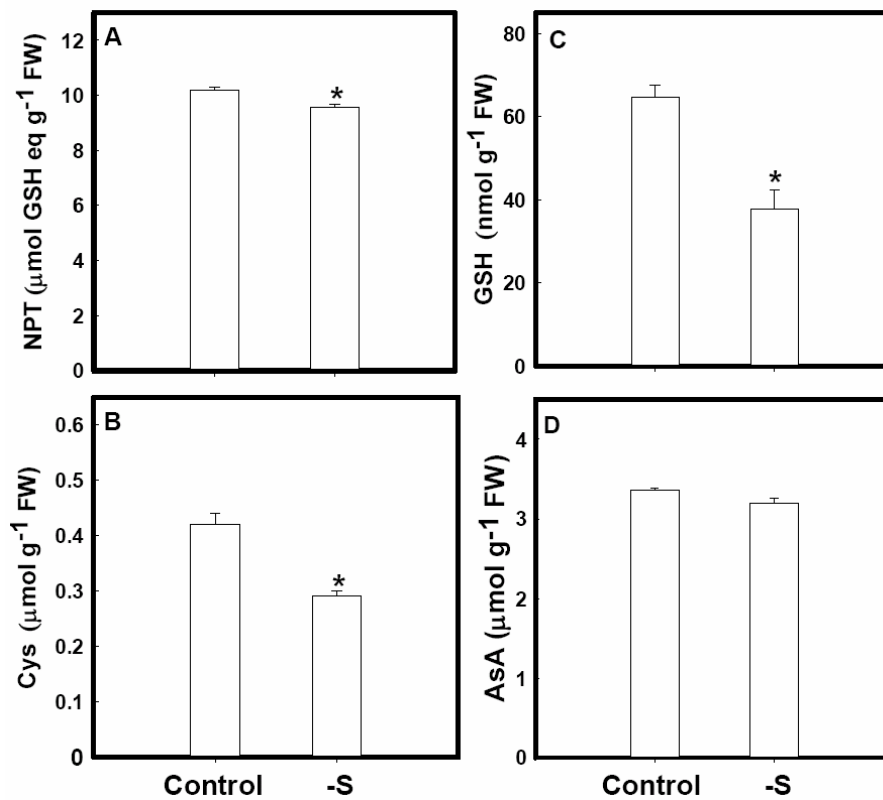 A
NPT (μmol GSH eq g-1 FW)
12
10
8
6
4
2
0
*
C
GSH (nmol g-1 FW)
80
60
40
20
0
*
B
Cys (μmol g-1 FW)
0.6
0.5
0.4
0.3
0.2
0.1
0
*
Control -S
D
AsA (μmol g-1 FW)
4
3
2
1
0
Control -S